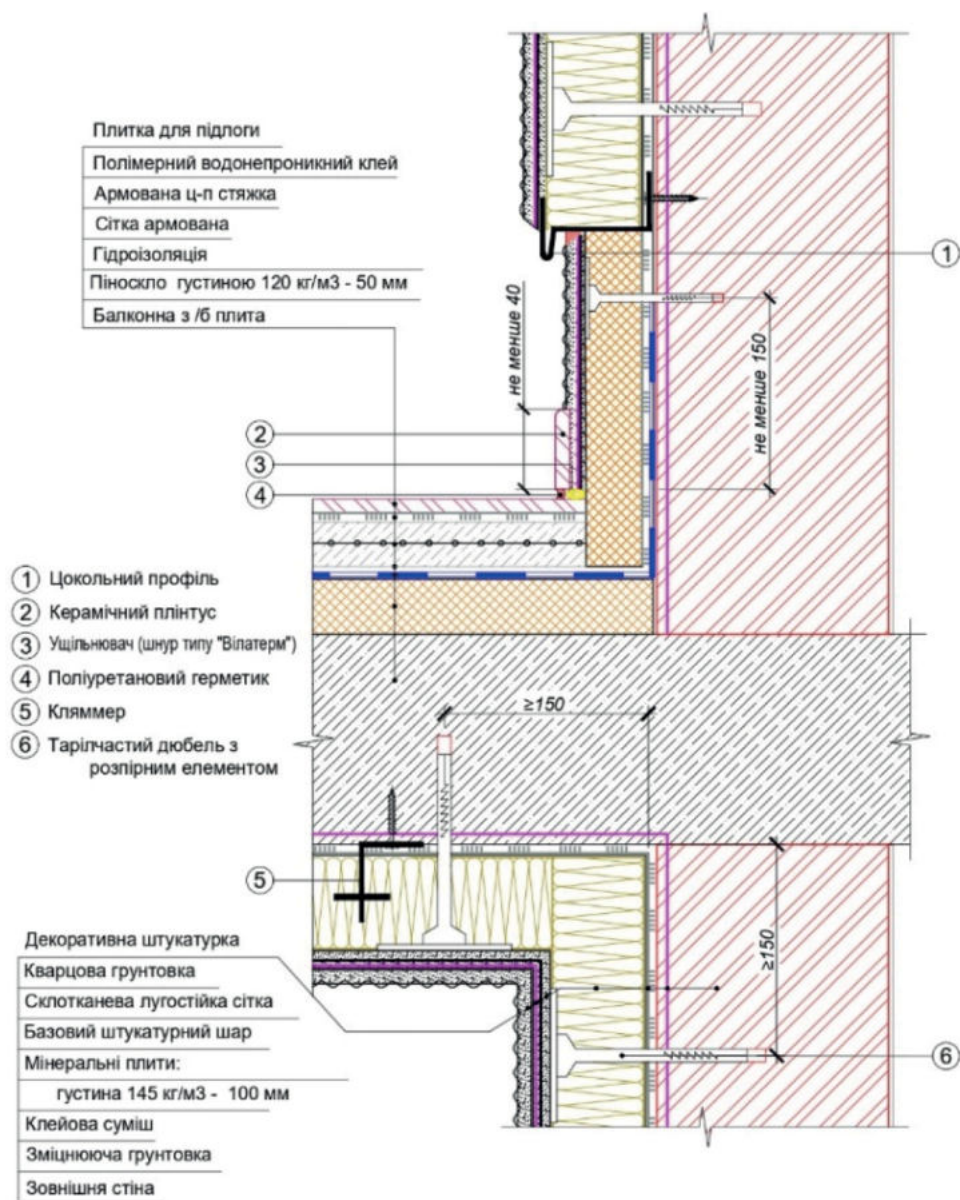 Плитка для підлоги
Полімерний водонепроникний клей
Армована ц-п стяжка
Сітка армована
Гідроізоляція
Піноскло густиною 120 кг/м3 - 50 мм
Балконна з /б плита
1
не менше 40
не менше 150
2
3
4
1 Цокольний профіль
2 Керамічний плінтус
3 Ущільнювач (шнур типу "Вілатерм")
4 Поліуретановий герметик
5 Кляммер
6 Тарілчастий дюбель з
розпірним елементом
≥150
5
≥150
Декоративна штукатурка
Кварцова грунтовка
Склотканева лугостійка сітка
Базовий штукатурний шар
Мінеральні плити:
густина 145 кг/м3 - 100 мм
Клейова суміш
Зміцнююча грунтовка
Зовнішня стіна
6